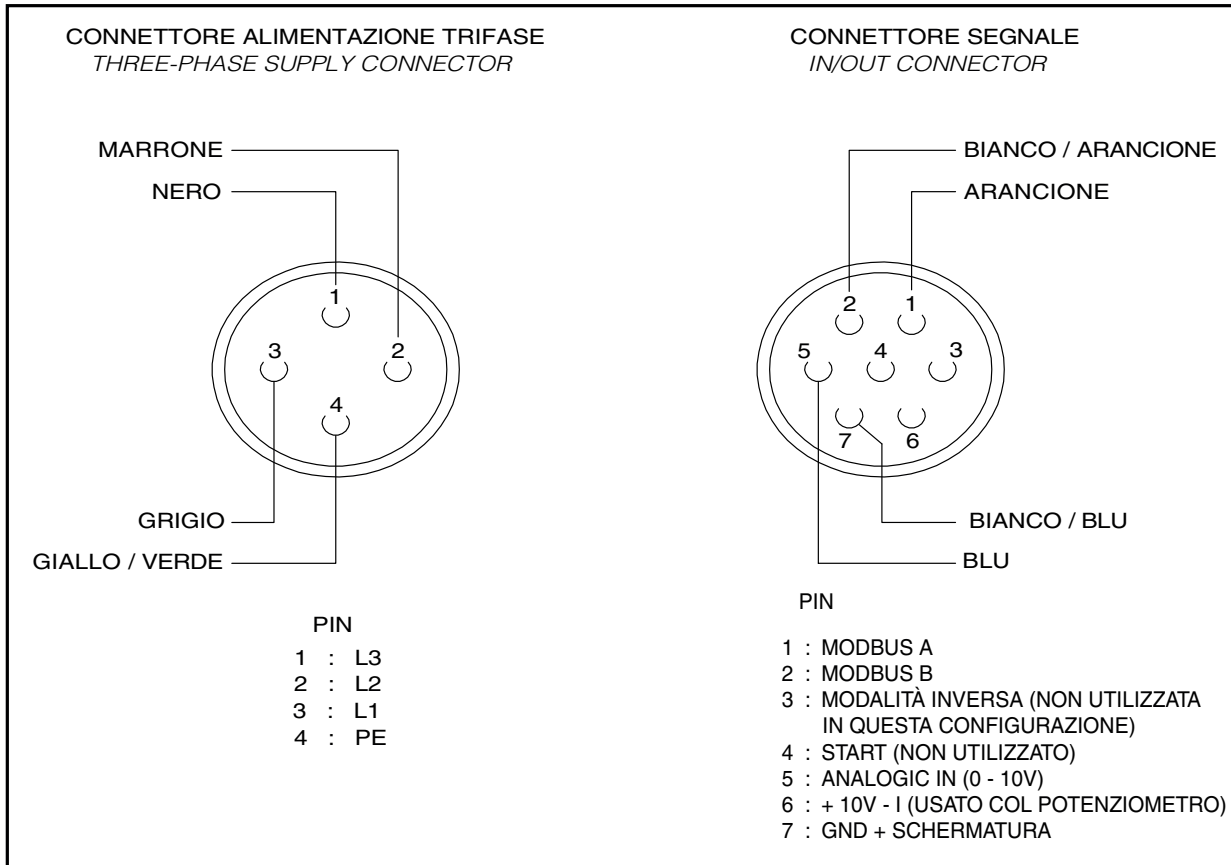 CONNETTORE ALIMENTAZIONE TRIFASE
THREE-PHASE SUPPLY CONNECTOR
MARRONE
NERO
1
3
2
4
GRIGIO
GIALLO / VERDE
PIN
1 : L3
2 : L2
3 : L1
4 : PE
CONNETTORE SEGNALE
IN/OUT CONNECTOR
BIANCO / ARANCIONE
ARANCIONE
2 1
5 4 3
7 6
BIANCO / BLU
BLU
PIN
1 : MODBUS A
2 : MODBUS B
3 : MODALITÀ INVERSA (NON UTILIZZATA
IN QUESTA CONFIGURAZIONE)
4 : START (NON UTILIZZATO)
5 : ANALOGIC IN (0 - 10V)
6 : + 10V - I (USATO COL POTENZIOMETRO)
7 : GND + SCHERMATURA